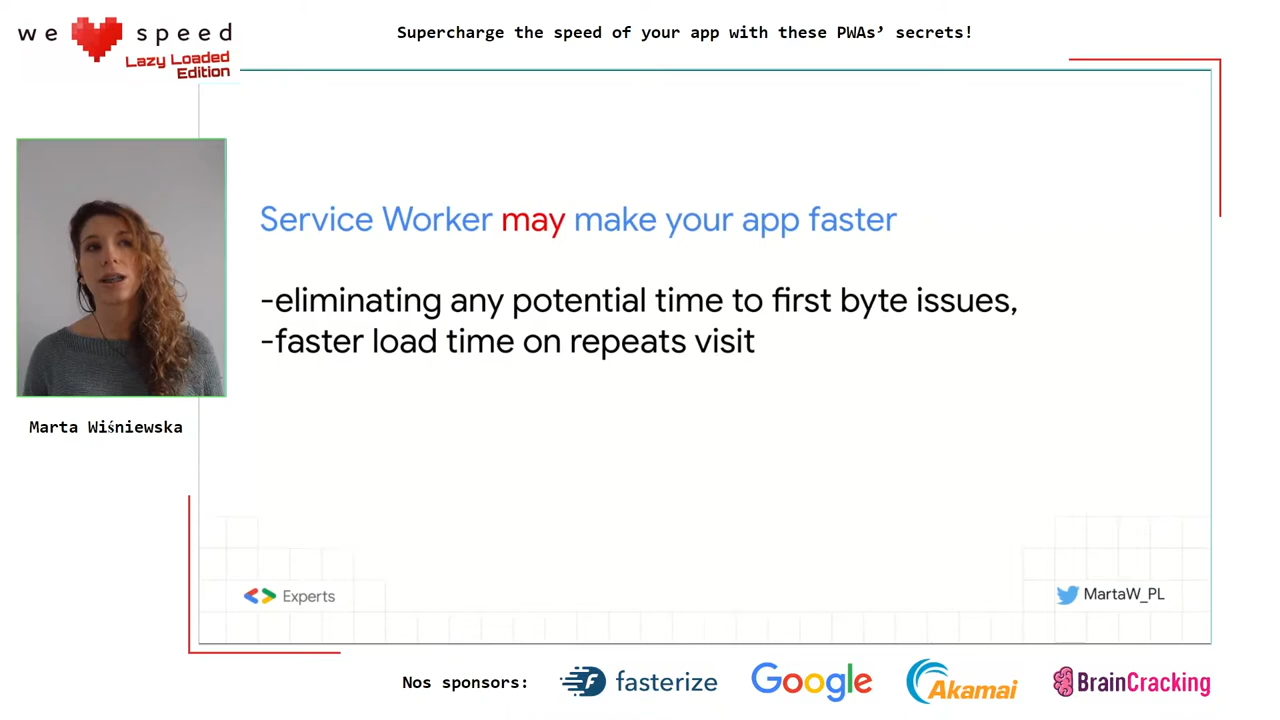 we speed
Lazy Loaded
Edition
Supercharge the speed of your app with these PWAs’ secrets!
Service Worker may make your app faster
-eliminating any potential time to first byte issues,
-faster load time on repeats visit
Marta Wiśniewska
Experts
MartaW_PL
Nos sponsors:
fasterize
Google
Akamai
BrainCracking